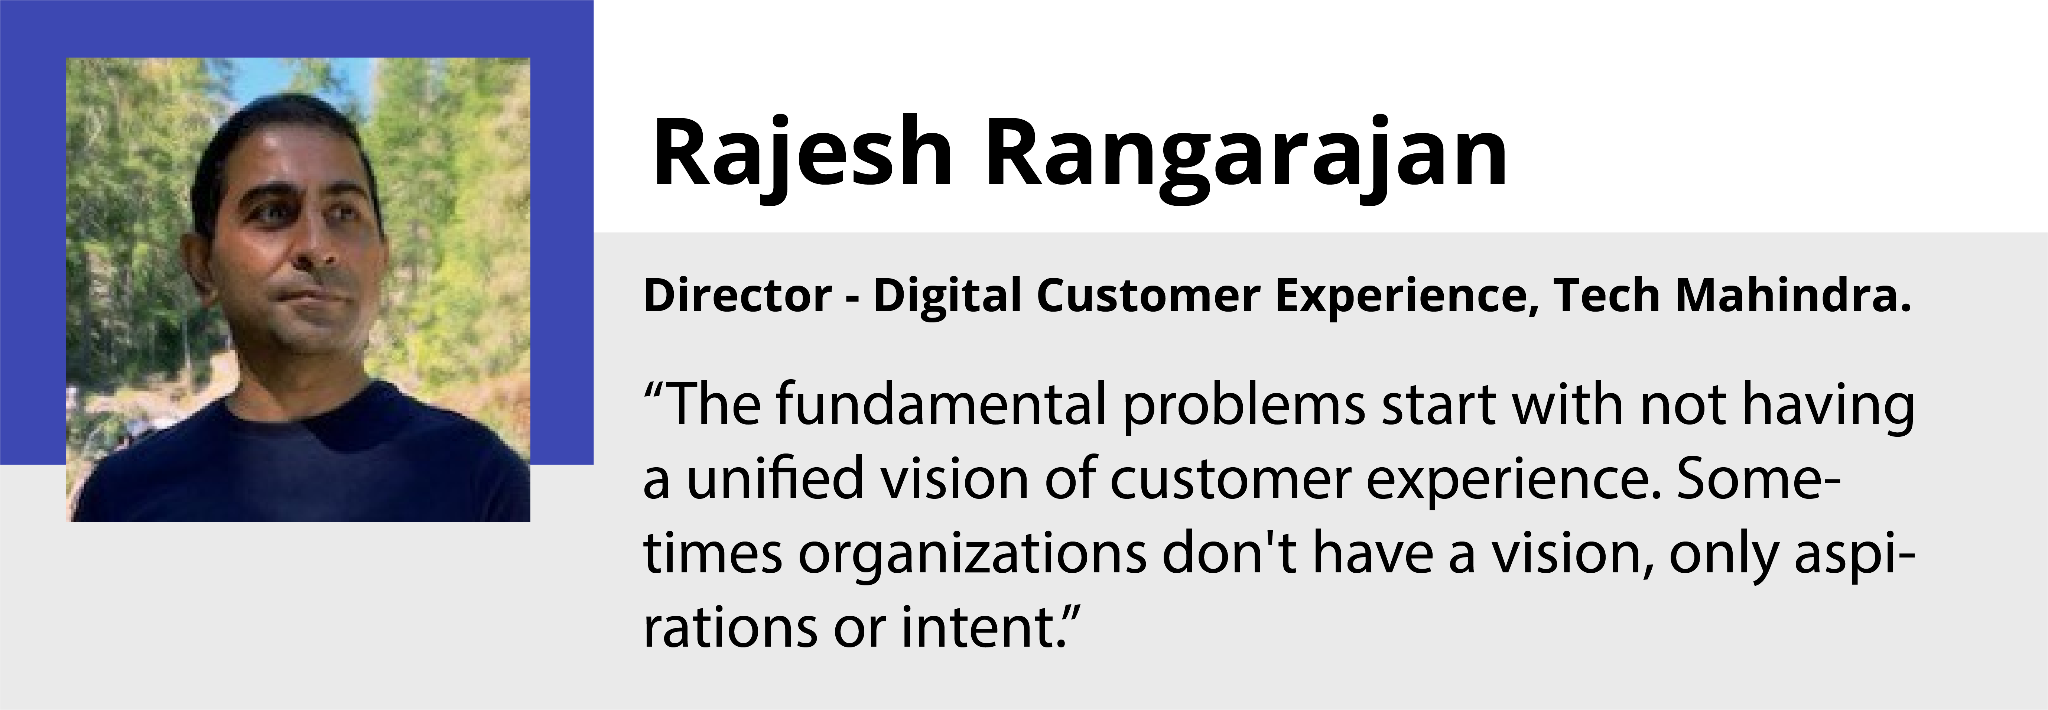 Rajesh Rangarajan
Director - Digital Customer Experience, Tech Mahindra.
“The fundamental problems start with not having
a unified vision of customer experience. Some-
times organizations don't have a vision, only aspi-
rations or intent.”